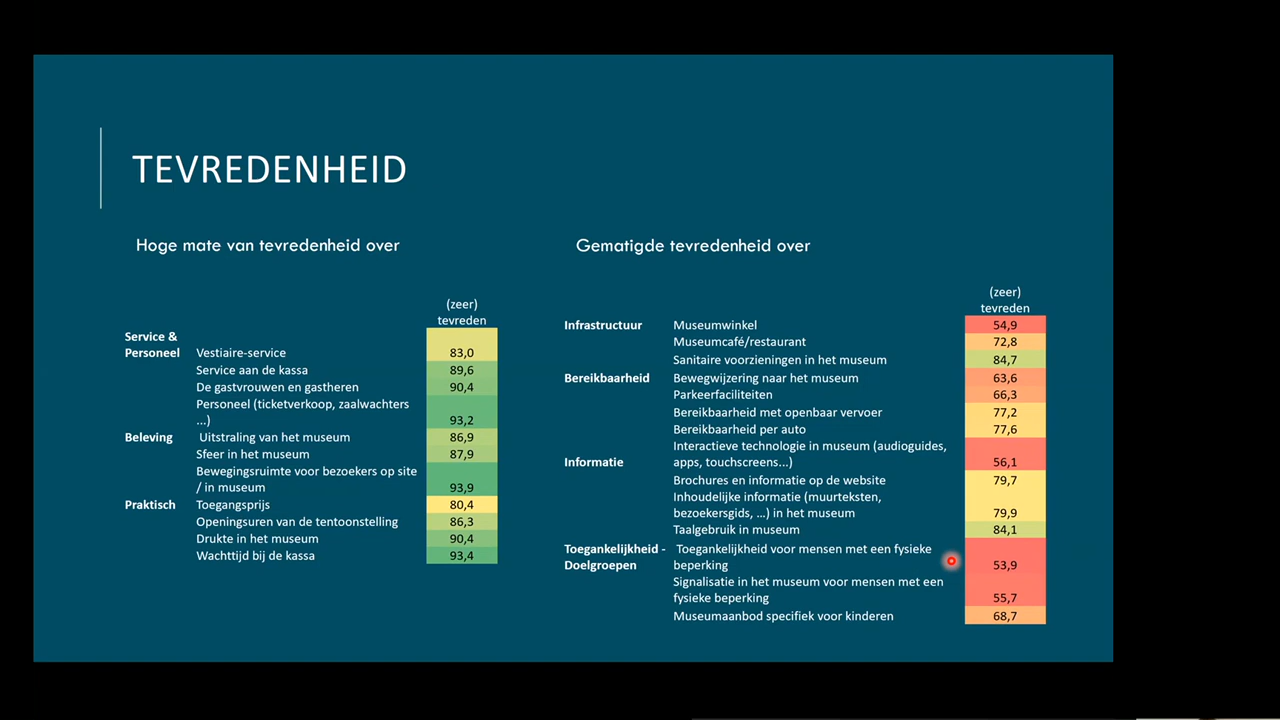 TEVREDENHEID
Hoge mate van tevredenheid over
(zeer)
tevreden
Service &
Personeel Vestiaire-service 83,0
Service aan de kassa 89,6
De gastvrouwen en gastheren 90,4
Personeel (ticketverkoop, zaalwachters
...) 93,2
Beleving Uitstraling van het museum 86,9
Sfeer in het museum 87,9
Bewegingsruimte voor bezoekers op site
/ in museum 93,9
Praktisch Toegangsprijs 80,4
Openingsuren van de tentoonstelling 86,3
Drukte in het museum 90,4
Wachttijd bij de kassa 93,4
Gematigde tevredenheid over
(zeer)
tevreden
Infrastructuur Museumwinkel 54,9
Museumcafé/restaurant 72,8
Sanitaire voorzieningen in het museum 84,7
Bereikbaarheid Bewegwijzering naar het museum 63,6
Parkeerfaciliteiten 66,3
Bereikbaarheid met openbaar vervoer 77,2
Bereikbaarheid per auto 77,6
Interactieve technologie in museum (audioguides,
Informatie apps, touchscreens...) 56,1
Brochures en informatie op de website 79,7
Inhoudelijke informatie (muurteksten,
bezoekersgids, ...) in het museum 79,9
Taalgebruik in museum 84,1
Toegankelijkheid - Toegankelijkheid voor mensen met een fysieke
Doelgroepen beperking 53,9
Signalisatie in het museum voor mensen met een
fysieke beperking 55,7
Museumaanbod specifiek voor kinderen 68,7